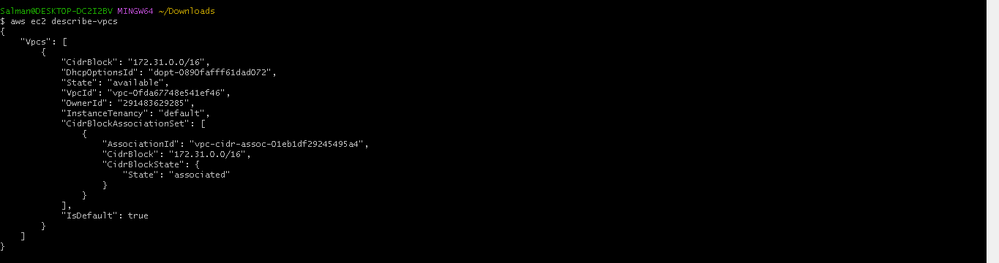 Salman@DESKTOP-DC2I2BV MINGW64 ~/Downloads
$ aws ec2 describe-vpcs
{
    "Vpcs": [
        {
            "CidrBlock": "172.31.0.0/16",
            "DhcpOptionsId": "dopt-0890fafff61dad072",
            "State": "available",
            "VpcId": "vpc-0fda67748e541ef46",
            "OwnerId": "291483629285",
            "InstanceTenancy": "default",
            "CidrBlockAssociationSet": [
                {
                    "AssociationId": "vpc-cidr-assoc-01eb1df29245495a4",
                    "CidrBlock": "172.31.0.0/16",
                    "CidrBlockState": {
                        "State": "associated"
                    }
                }
            ],
            "IsDefault": true
        }
    ]
}